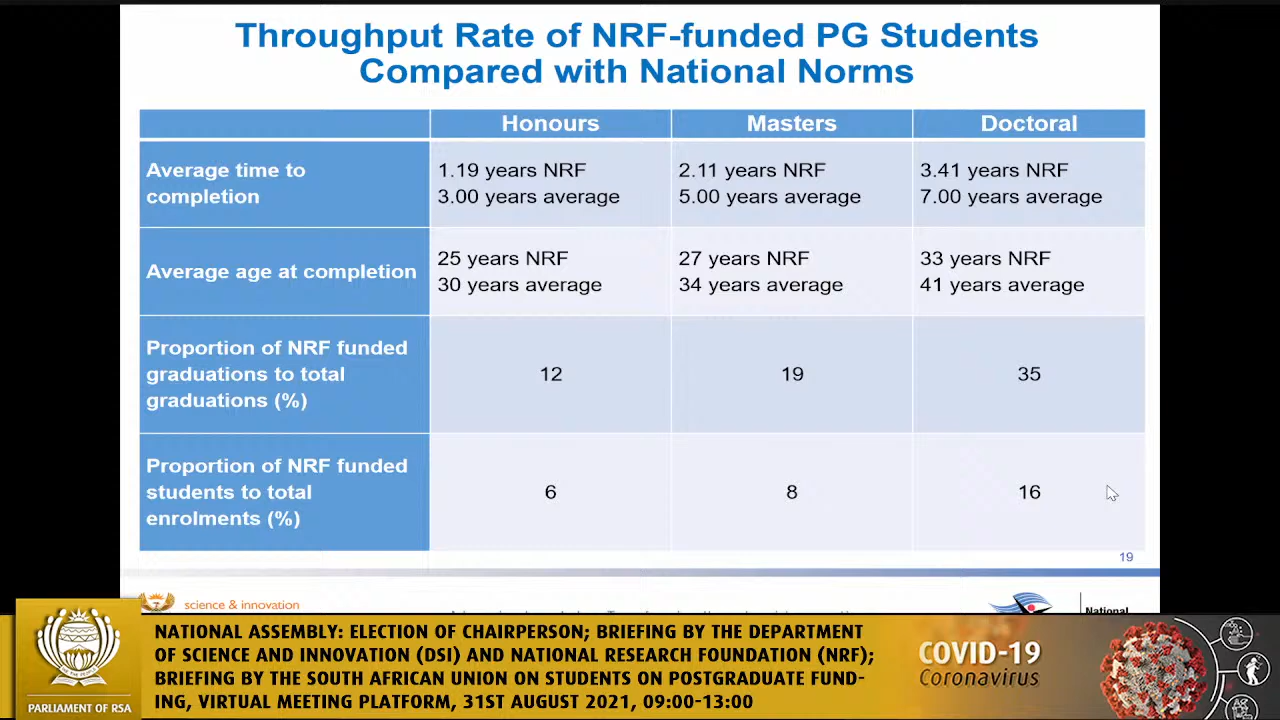 Throughput Rate of NRF-funded PG Students
Compared with National Norms
Honours
Masters
Doctoral
Average time to
completion
1.19 years NRF
3.00 years average
2.11 years NRF
5.00 years average
3.41 years NRF
7.00 years average
Average age at completion
25 years NRF
30 years average
27 years NRF
34 years average
33 years NRF
41 years average
Proportion of NRF funded
graduations to total
graduations (%)
12
19
35
Proportion of NRF funded
students to total
enrolments (%)
6
8
16
19
science & innovation
National
NATIONAL ASSEMBLY: ELECTION OF CHAIRPERSON; BRIEFING BY THE DEPARTMENT
OF SCIENCE AND INNOVATION (DSI) AND NATIONAL RESEARCH FOUNDATION (NRF);
BRIEFING BY THE SOUTH AFRICAN UNION ON STUDENTS ON POSTGRADUATE FUND-
ING, VIRTUAL MEETING PLATFORM, 31ST AUGUST 2021, 09:00-13:00
PARLIAMENT OF RSA
COVID-19
Coronavirus